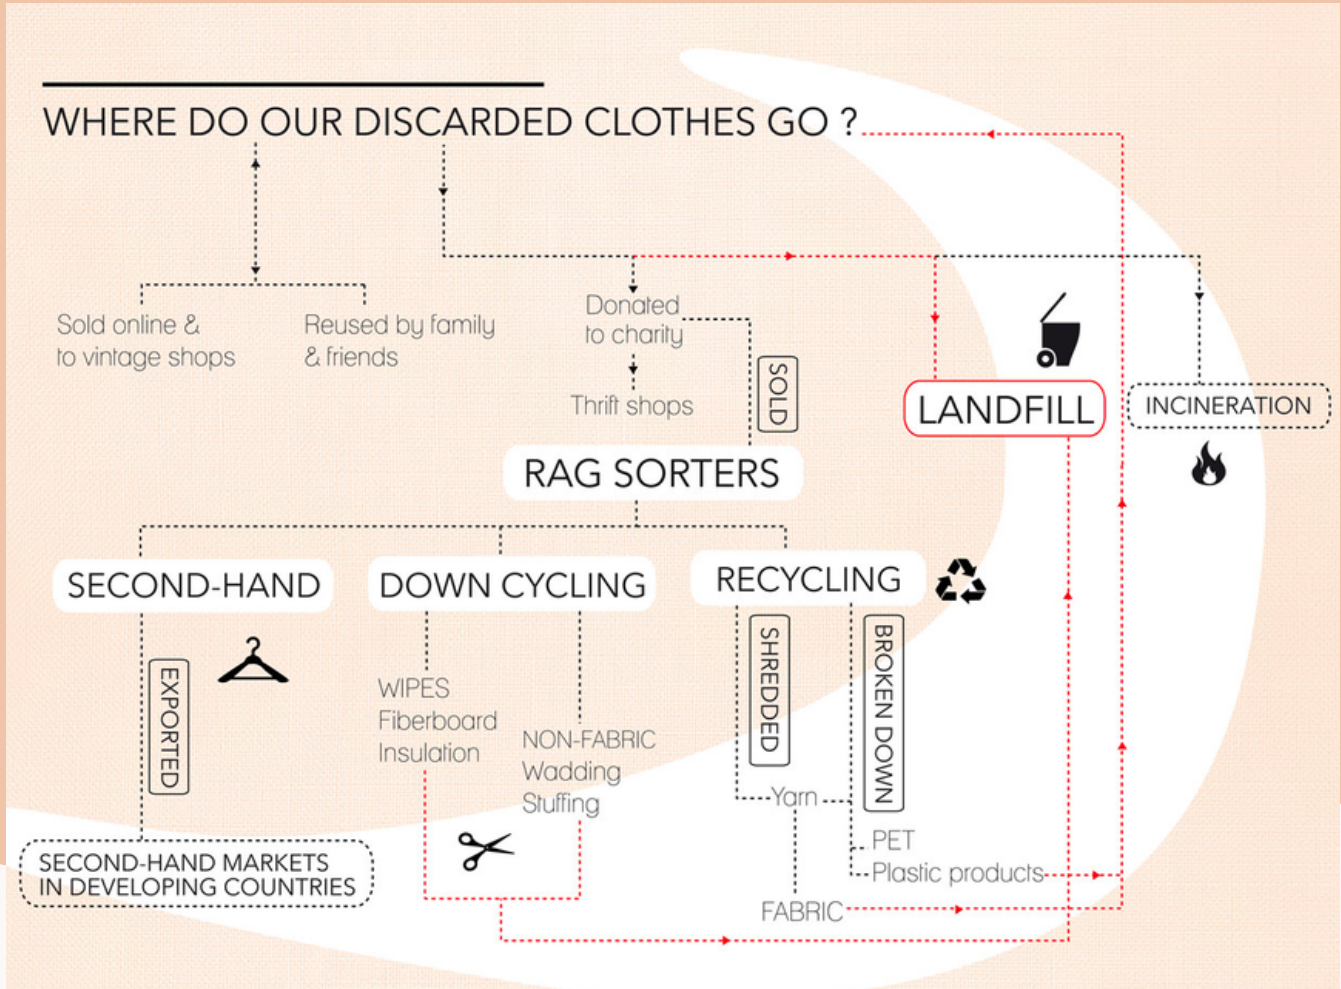 WHERE DO OUR DISCARDED CLOTHES GO ?
Sold online &
to vintage shops
Reused by family
& friends
Donated
to charity
Thrift shops
SOLD
LANDFILL
INCINERATION
RAG SORTERS
SECOND-HAND
DOWN CYCLING
RECYCLING
EXPORTED
WIPES
Fiberboard
Insulation
NON-FABRIC
Wadding
Stuffing
SHREDDED
BROKEN DOWN
Yarn
PET
Plastic products
FABRIC
SECOND-HAND MARKETS
IN DEVELOPING COUNTRIES